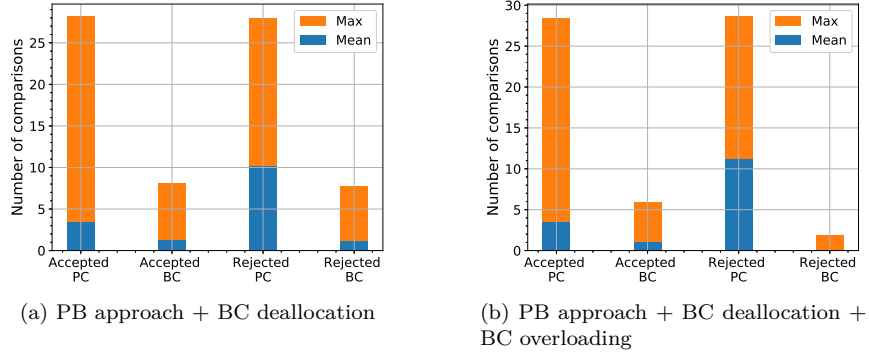 Number of comparisons
25
20
15
10
5
0
Max
Mean
Accepted PC
Accepted BC
Rejected PC
Rejected BC
(a) PB approach + BC deallocation
Number of comparisons
30
25
20
15
10
5
0
Max
Mean
Accepted PC
Accepted BC
Rejected PC
Rejected BC
(b) PB approach + BC deallocation +
BC overloading